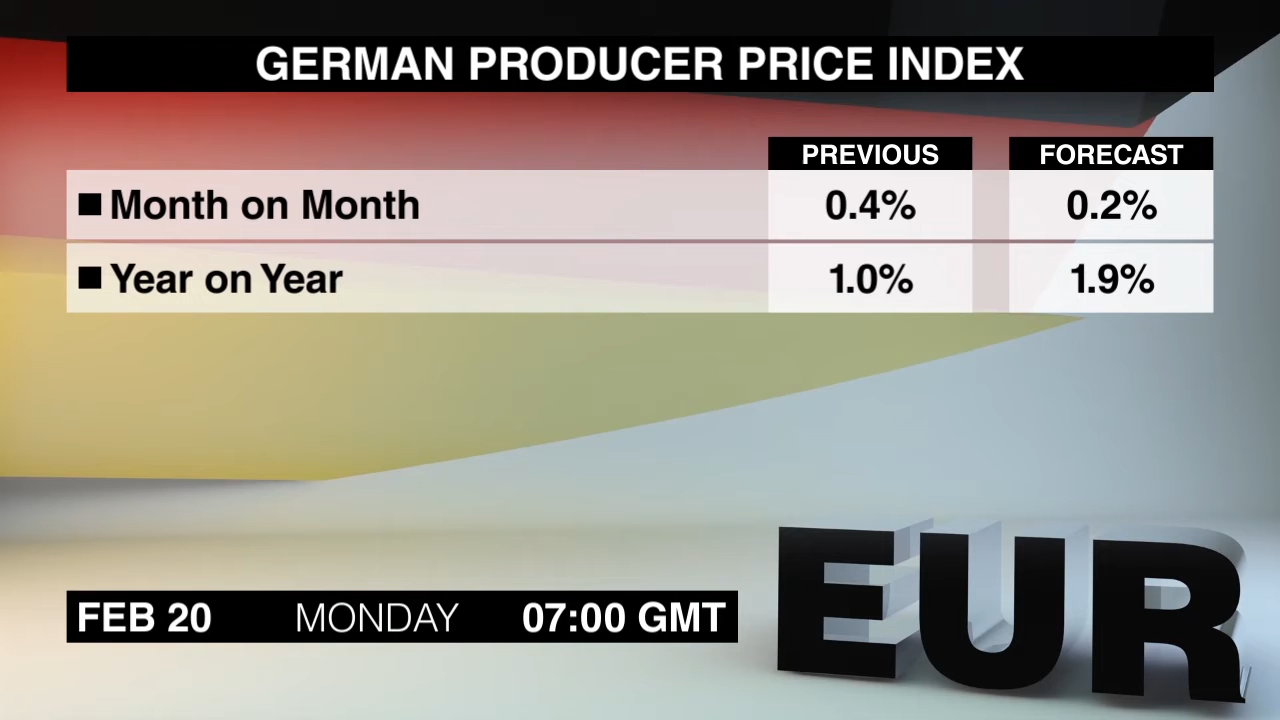 GERMAN PRODUCER PRICE INDEX
PREVIOUS FORECAST
Month on Month 0.4% 0.2%
Year on Year 1.0% 1.9%
FEB 20 MONDAY 07:00 GMT
EUR